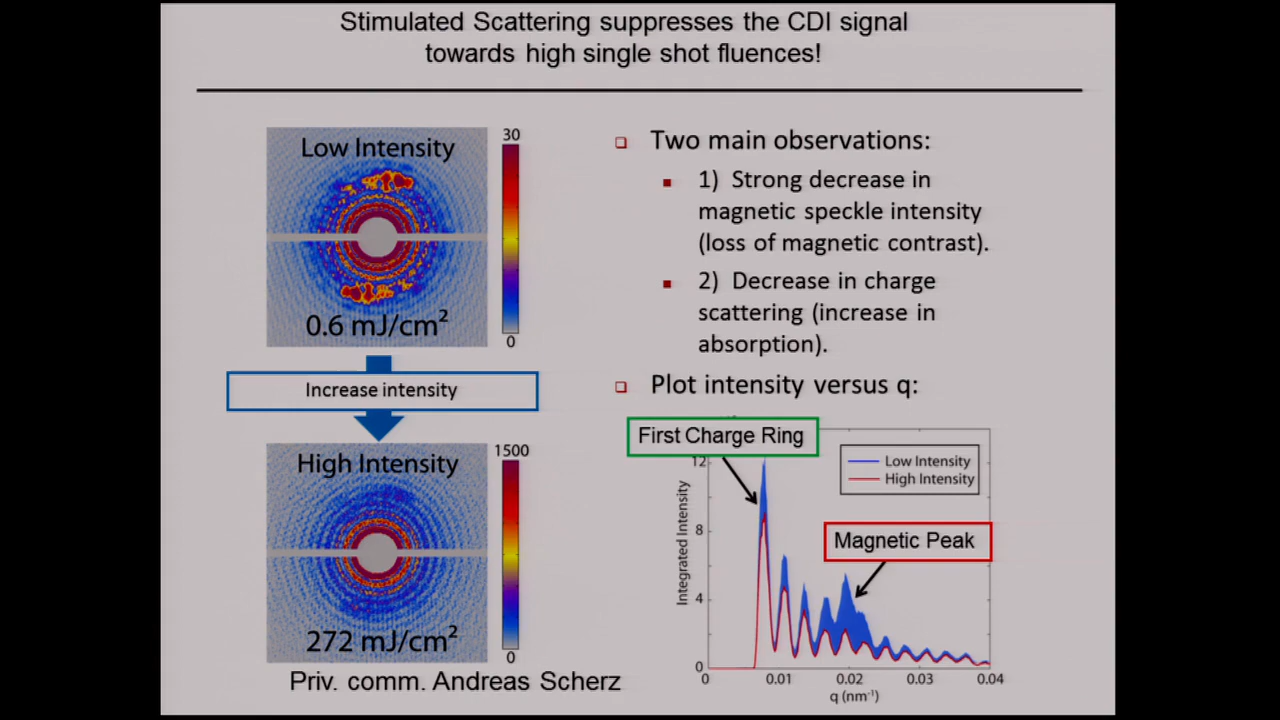 Stimulated Scattering suppresses the CDI signal
towards high single shot fluences!
Low Intensity
0.6 mJ/cm²
30
0
Increase intensity
High Intensity
272 mJ/cm²
1500
0
Priv. comm. Andreas Scherz
Two main observations:
1) Strong decrease in
magnetic speckle intensity
(loss of magnetic contrast).
2) Decrease in charge
scattering (increase in
absorption).
Plot intensity versus q:
First Charge Ring
Low Intensity
High Intensity
Magnetic Peak
Integrated Intensity
12
8
4
0
0 0.01 0.02 0.03 0.04
q (nm⁻¹)